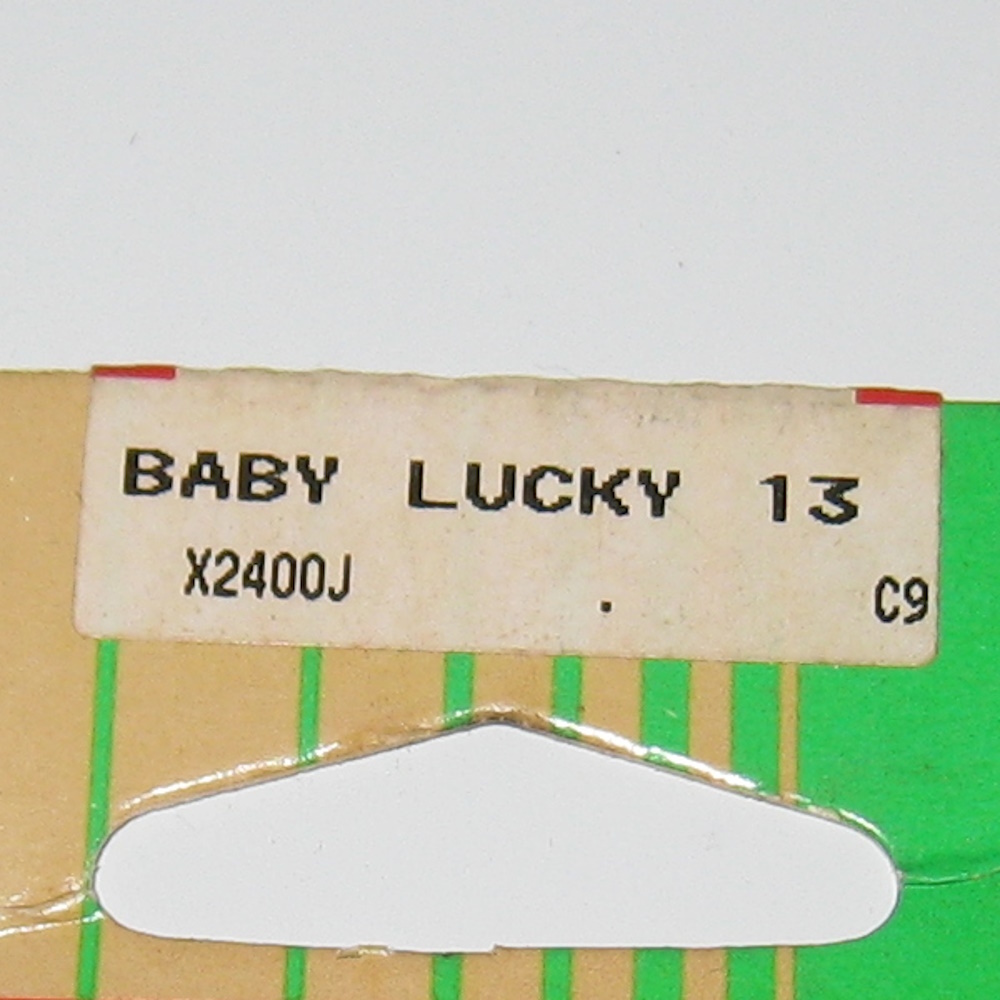 BABY LUCKY 13
X2400J . C9